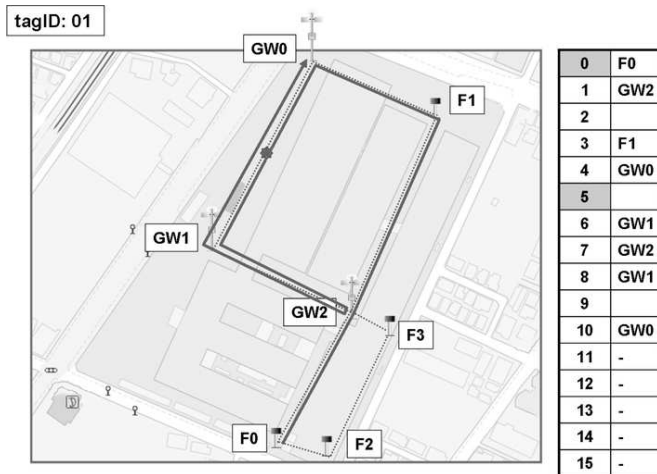 tagID: 01
GW0
F1
GW1
GW2
F3
F0
F2
0 F0
1 GW2
2
3 F1
4 GW0
5
6 GW1
7 GW2
8 GW1
9
10 GW0
11 -
12 -
13 -
14 -
15 -